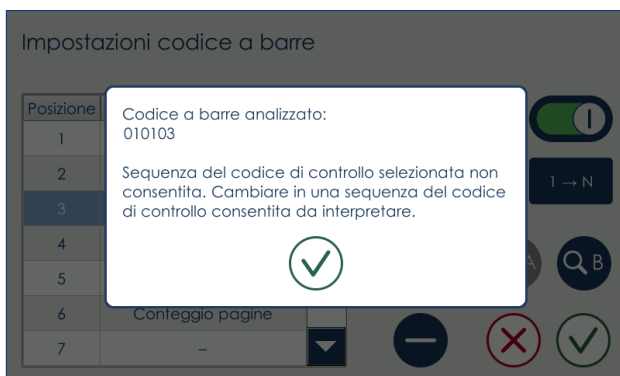 Impostazioni codice a barre
Posizione
1
2
3
4
5
6 Conteggio pagine
7 –
Codice a barre analizzato:
010103
Sequenza del codice di controllo selezionata non
consentita. Cambiare in una sequenza del codice
di controllo consentita da interpretare.
I
1 → N
A
B